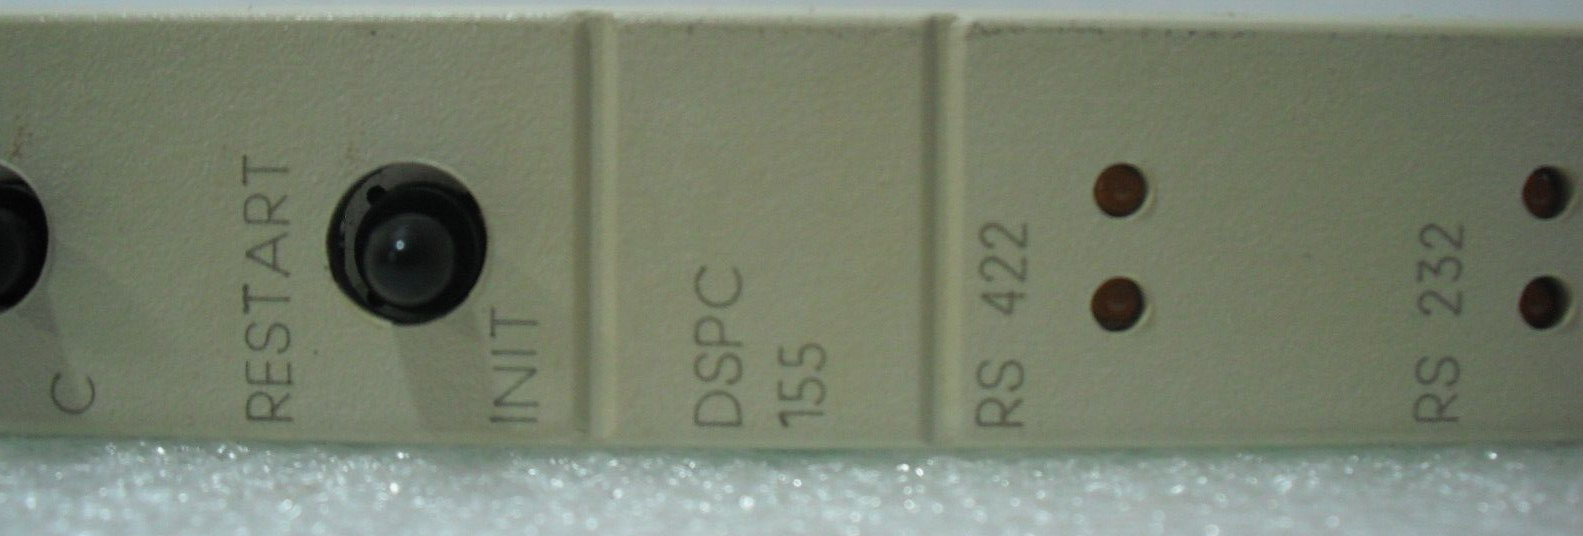 C
RESTART
INIT
DSPC
155
RS 422
RS 232